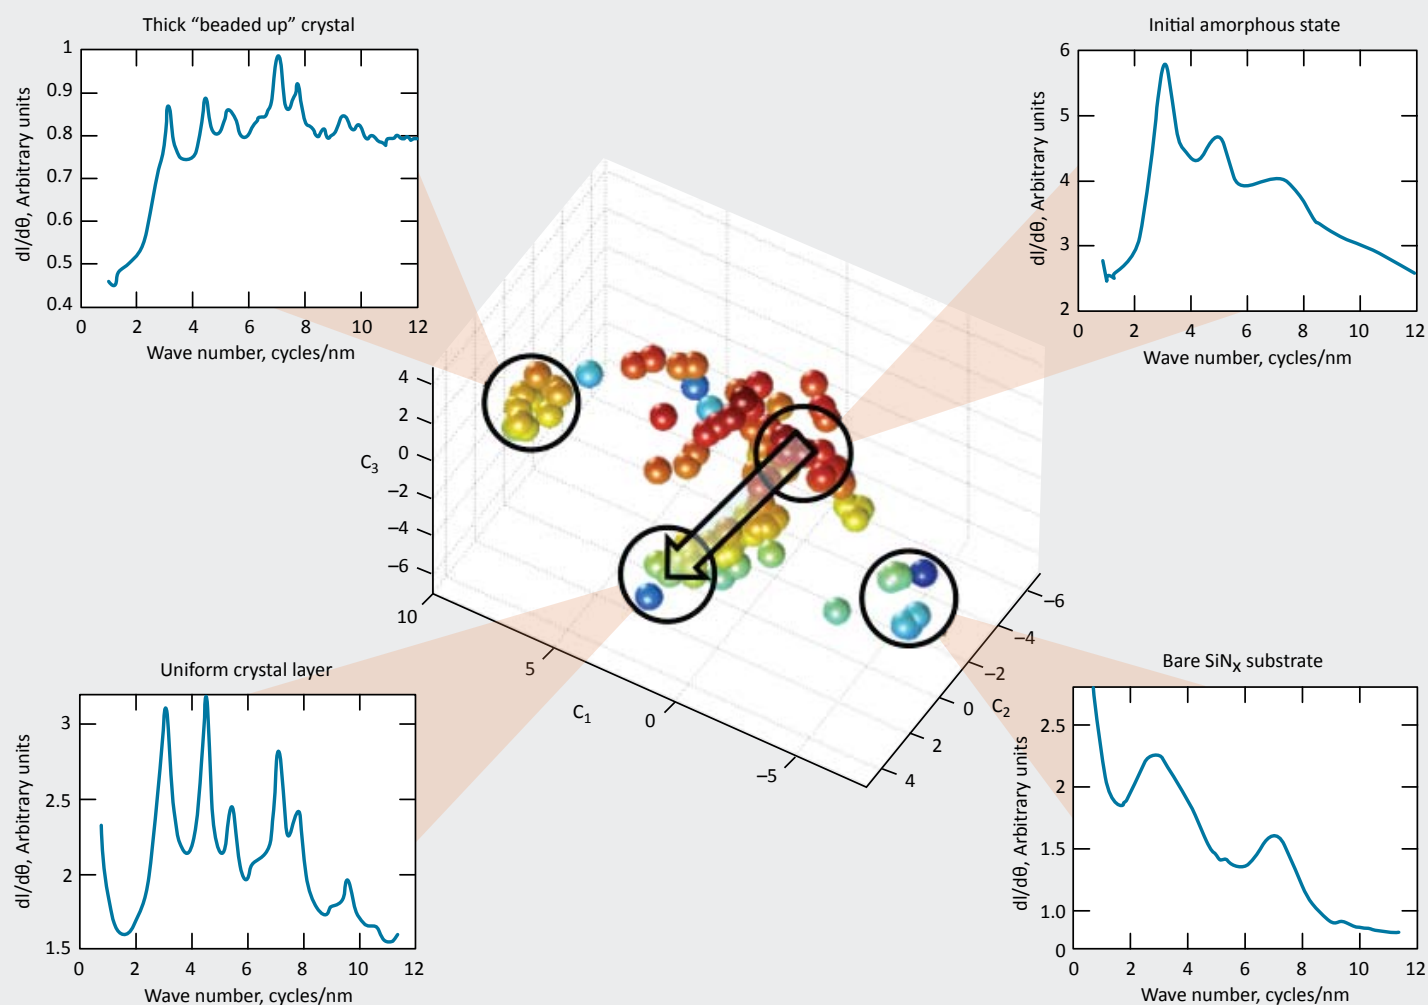 Thick “beaded up” crystal
1
0.9
0.8
0.7
0.6
0.5
0.4
dI/dθ, Arbitrary units
0 2 4 6 8 10 12
Wave number, cycles/nm
Initial amorphous state
6
5
4
3
2
dI/dθ, Arbitrary units
0 2 4 6 8 10 12
Wave number, cycles/nm
4
2
0
−2
−4
−6
C3
10
5
0
−5
C1
−6
−4
−2
0
2
4
C2
Uniform crystal layer
3
2.5
2
1.5
dI/dθ, Arbitrary units
0 2 4 6 8 10 12
Wave number, cycles/nm
Bare SiNX substrate
2.5
2
1.5
1.0
0
dI/dθ, Arbitrary units
0 2 4 6 8 10 12
Wave number, cycles/nm